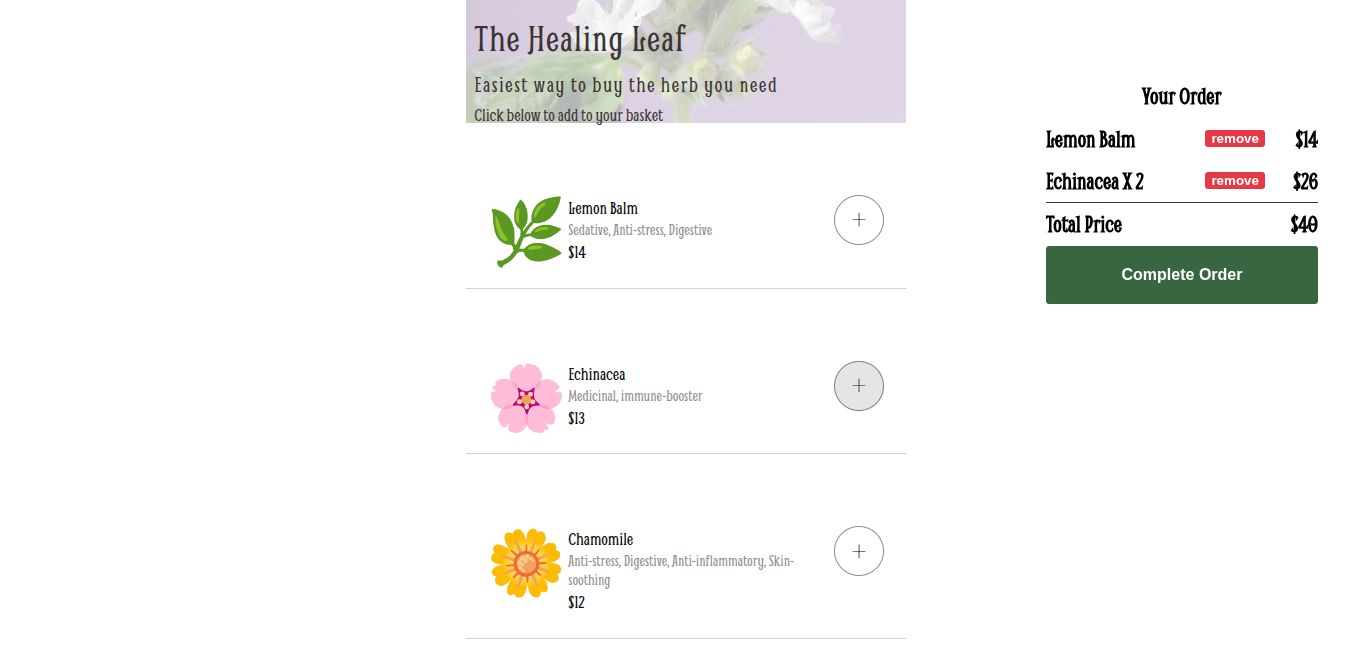 The Healing Leaf
Easiest way to buy the herb you need
Click below to add to your basket
Lemon Balm
Sedative, Anti-stress, Digestive
$14
Echinacea
Medicinal, immune-booster
$13
Chamomile
Anti-stress, Digestive, Anti-inflammatory, Skin-
soothing
$12
Your Order
Lemon Balm remove $14
Echinacea X 2 remove $26
Total Price $40
Complete Order